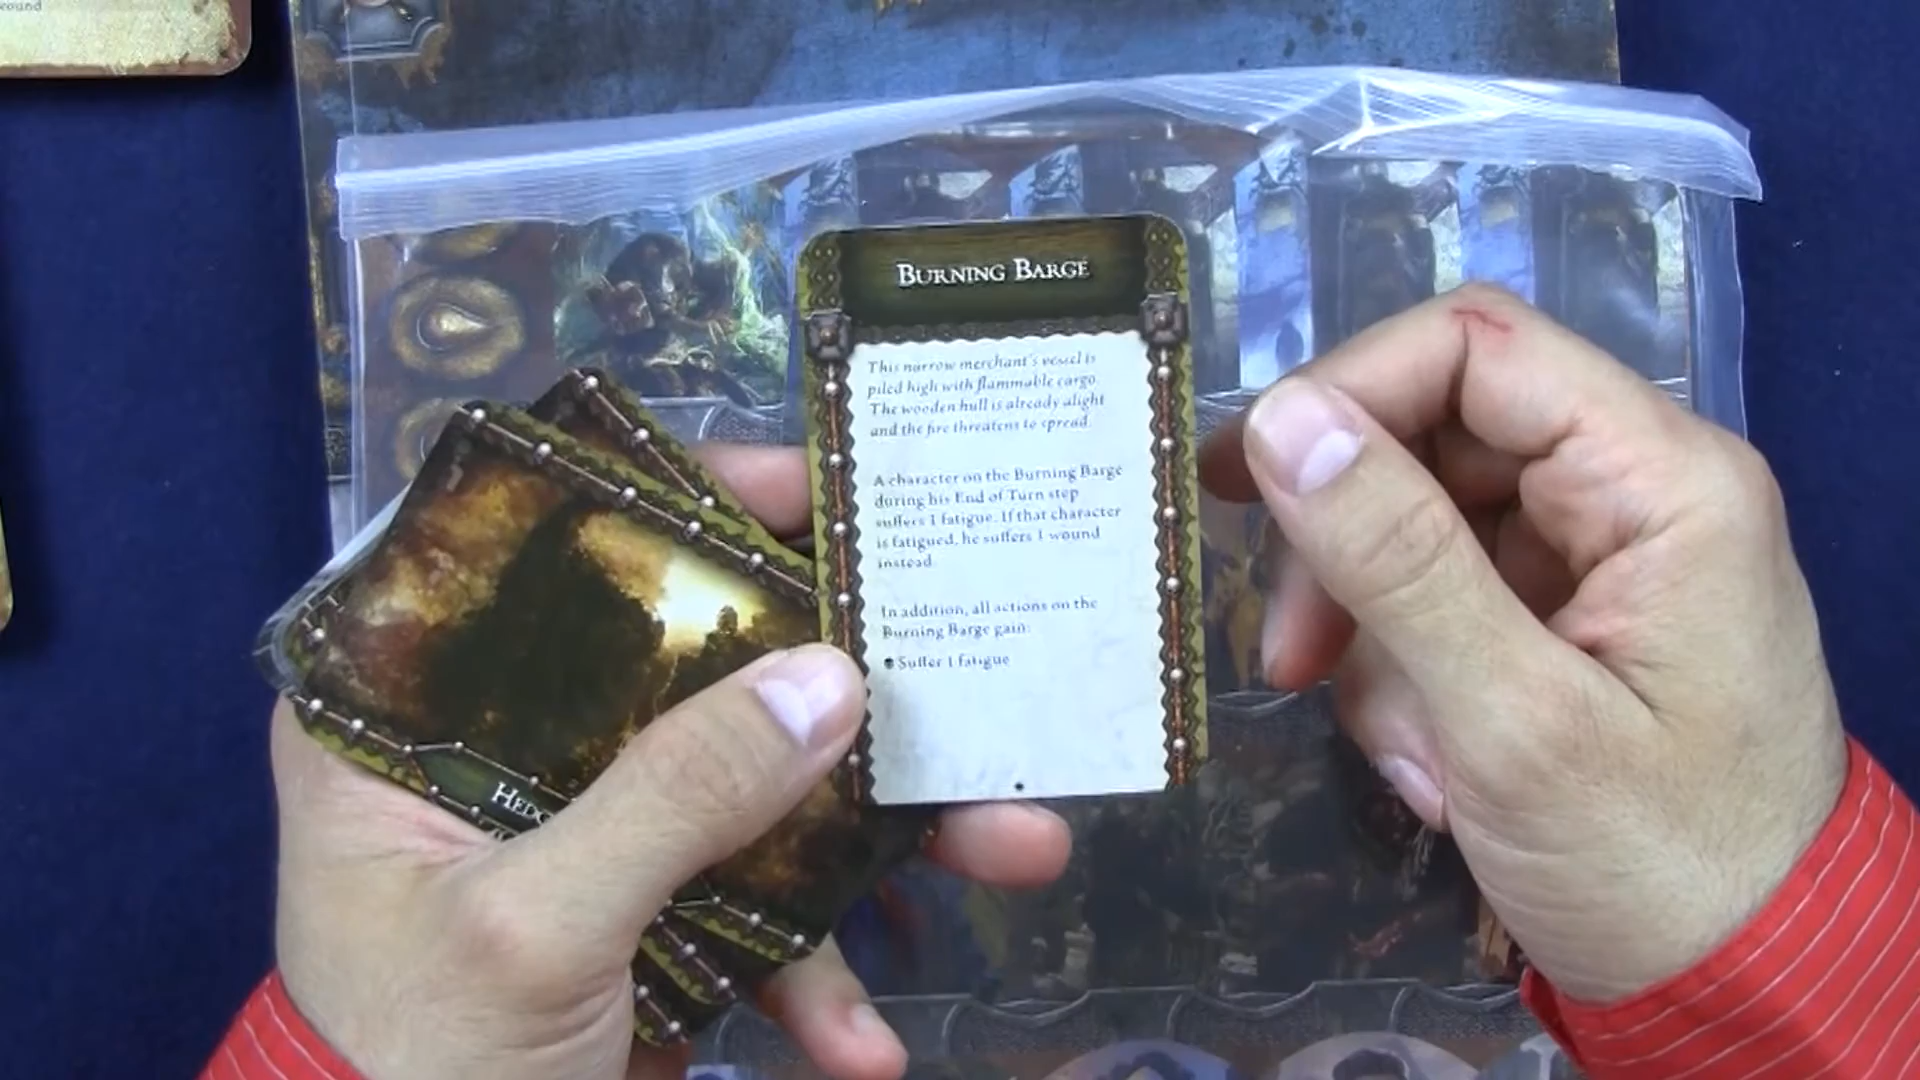 wound
BURNING BARGE
This narrow merchant's vessel is
piled high with flammable cargo.
The wooden hull is already alight
and the fire threatens to spread.
A character on the Burning Barge
during his End of Turn step
suffers 1 fatigue. If that character
is fatigued, he suffers 1 wound
instead.
In addition, all actions on the
Burning Barge gain:
Suffer 1 fatigue